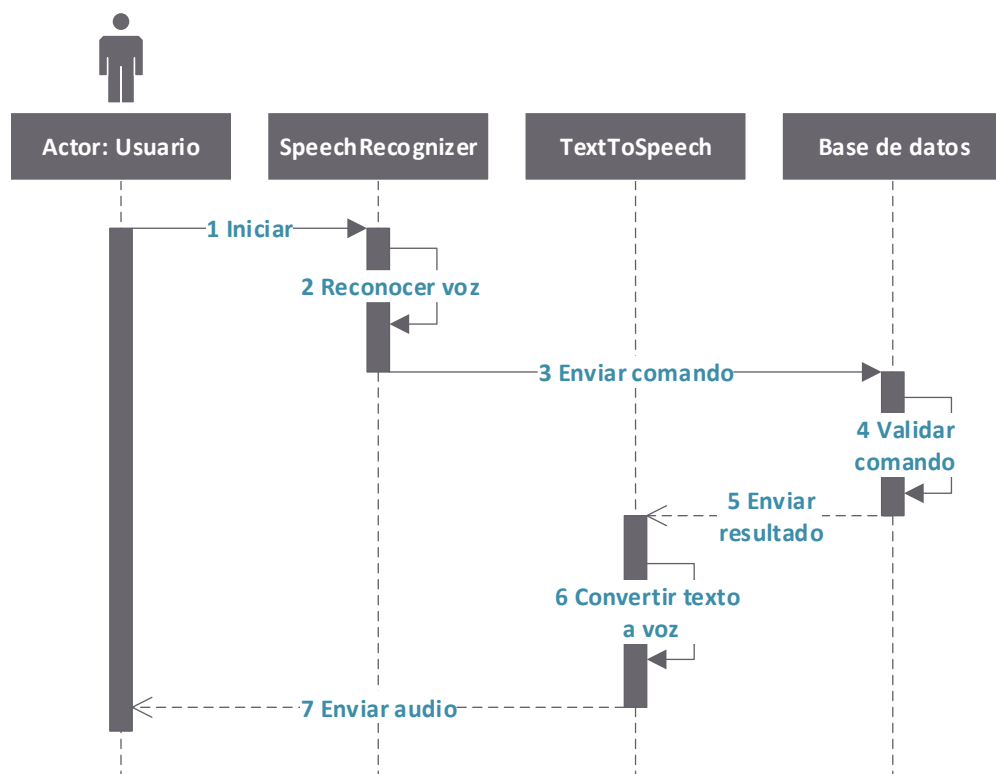 Actor: Usuario
SpeechRecognizer
TextToSpeech
Base de datos
1 Iniciar
2 Reconocer voz
3 Enviar comando
4 Validar
comando
5 Enviar
resultado
6 Convertir texto
a voz
7 Enviar audio